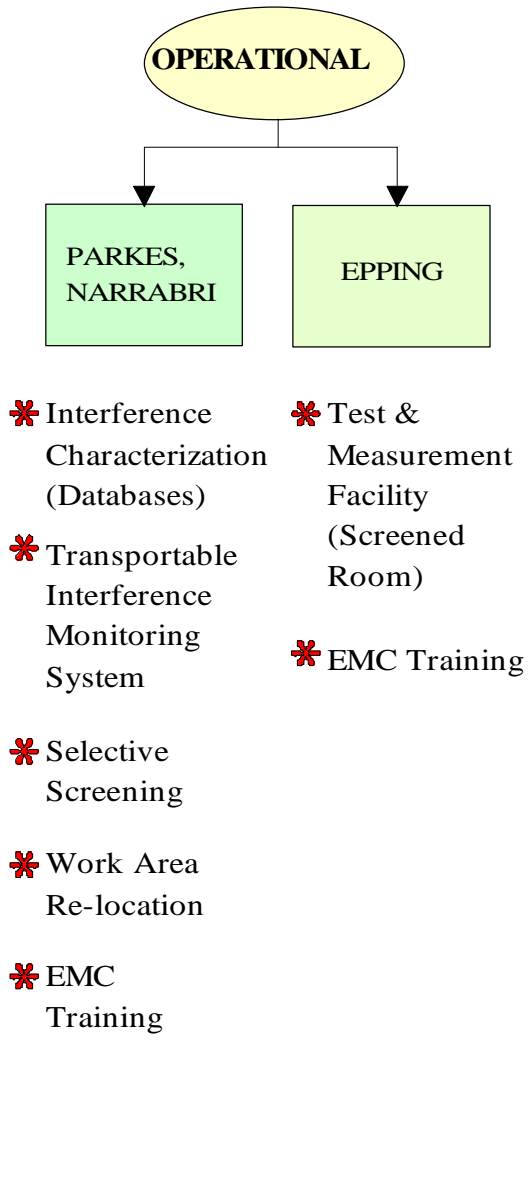 OPERATIONAL
PARKES,
NARRABRI
EPPING
Interference
Characterization
(Databases)
Transportable
Interference
Monitoring
System
Selective
Screening
Work Area
Re-location
EMC
Training
Test &
Measurement
Facility
(Screened
Room)
EMC Training